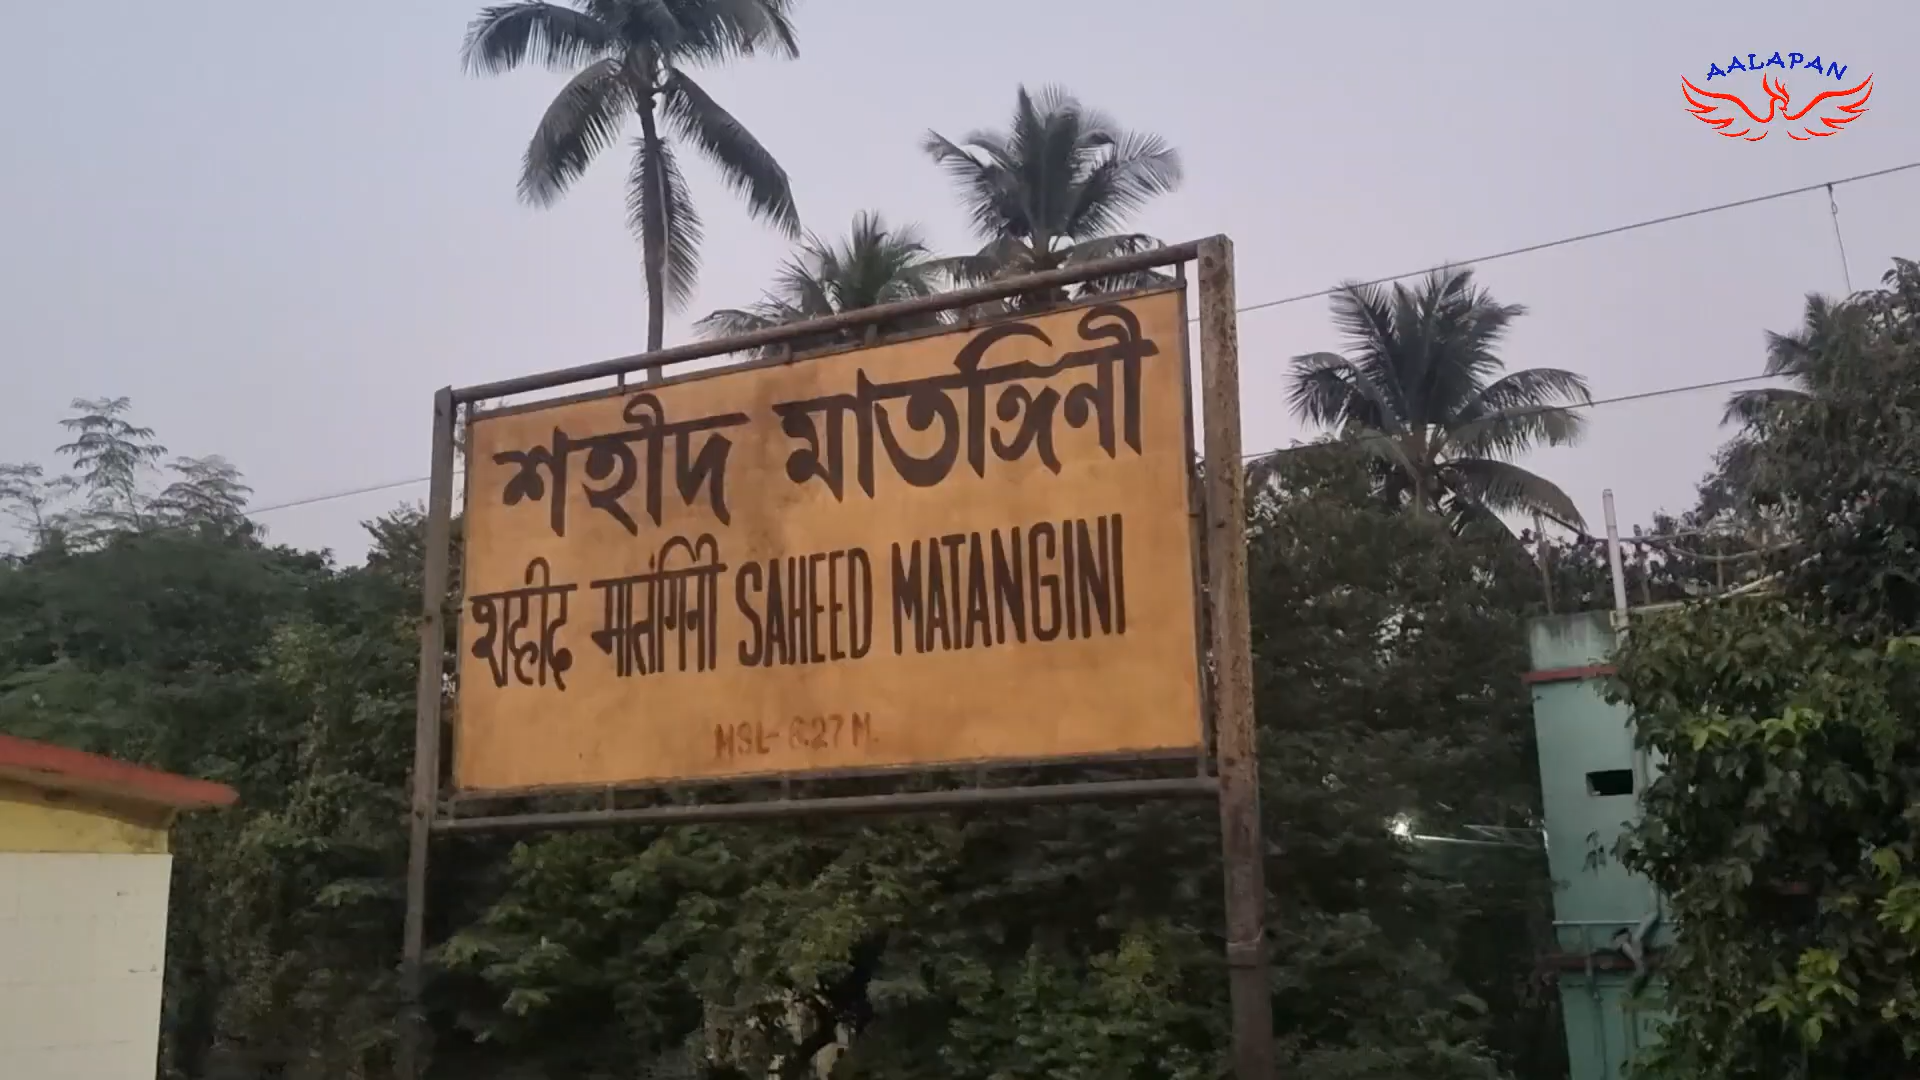 AALAPAN
শহীদ মাতঙ্গিনী
शहीद मातंगिनी SAHEED MATANGINI
MSL- 6.27 M.